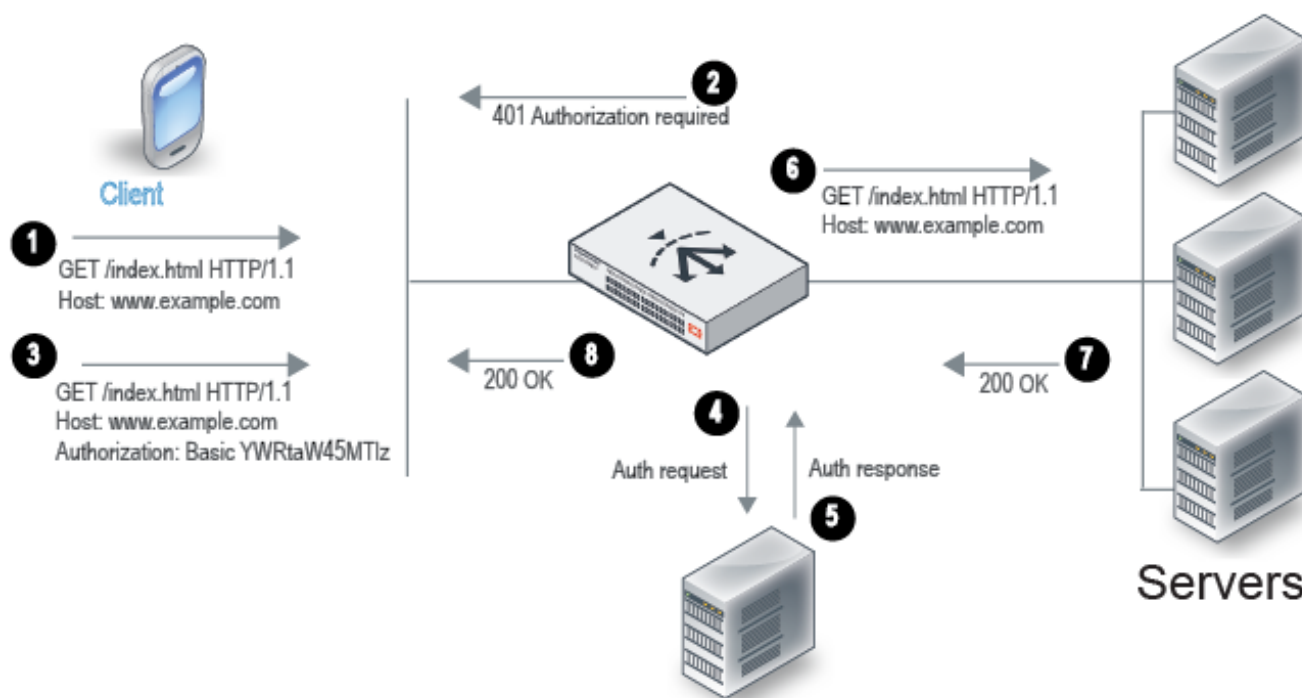 2
401 Authorization required
6
GET /index.html HTTP/1.1
Host: www.example.com
Client
1
GET /index.html HTTP/1.1
Host: www.example.com
3
GET /index.html HTTP/1.1
Host: www.example.com
Authorization: Basic YWRtaW45MTIz
8
200 OK
7
200 OK
4
Auth request
Auth response
5
Servers